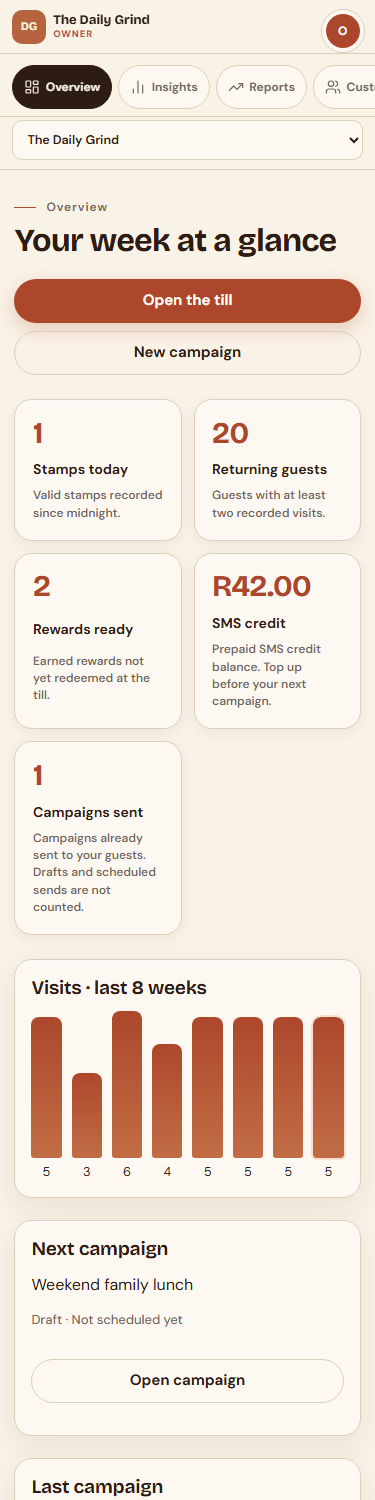 DG
The Daily Grind
OWNER
O
Overview
Insights
Reports
The Daily Grind
Overview
Your week at a glance
Open the till
New campaign
1
Stamps today
Valid stamps recorded
since midnight.
20
Returning guests
Guests with at least
two recorded visits.
2
Rewards ready
Earned rewards not
yet redeemed at the
till.
R42.00
SMS credit
Prepaid SMS credit
balance. Top up
before your next
campaign.
1
Campaigns sent
Campaigns already
sent to your guests.
Drafts and scheduled
sends are not
counted.
Visits · last 8 weeks
5 3 6 4 5 5 5 5
Next campaign
Weekend family lunch
Draft · Not scheduled yet
Open campaign
Last campaign